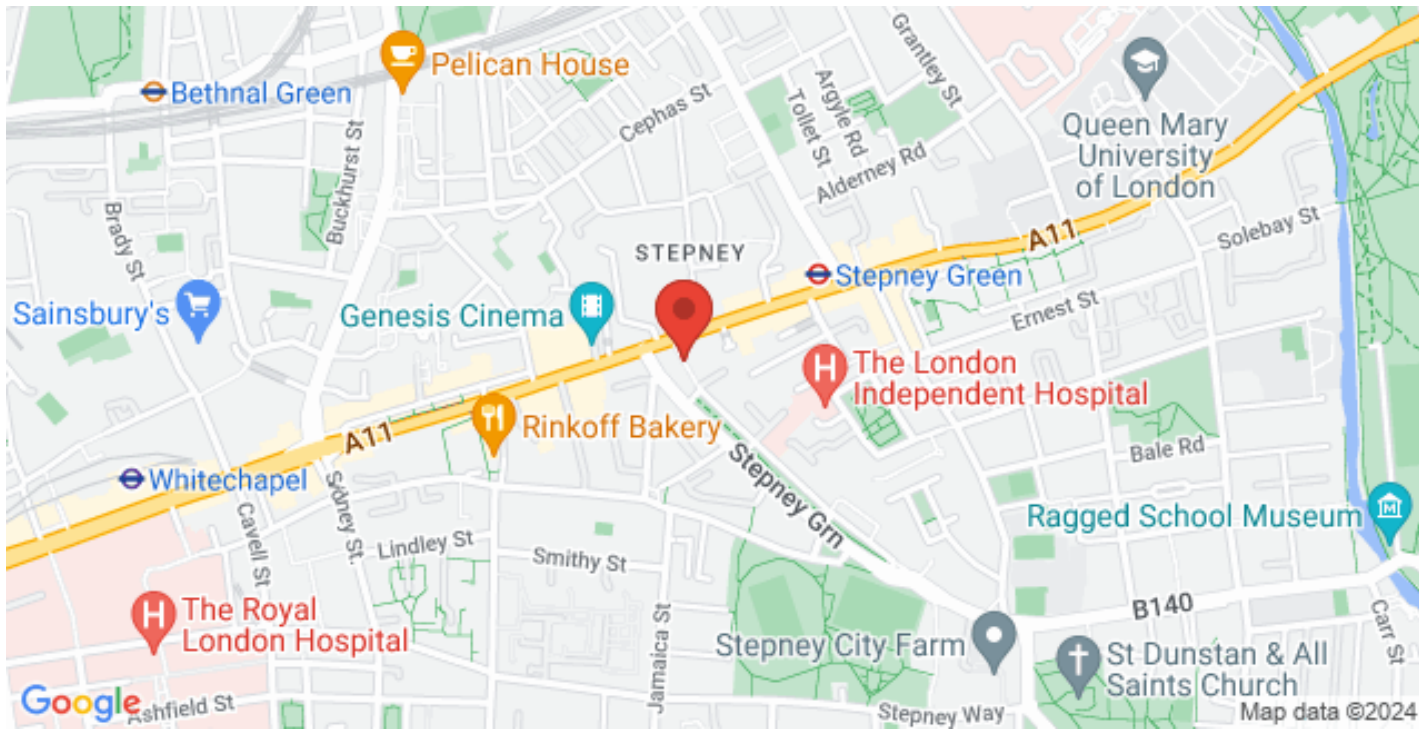 Pelican House
Bethnal Green
Cephas St
Grantley St
Argyle Rd
Tollet St
Alderney Rd
Queen Mary
University
of London
Buckhurst St
Brady St
STEPNEY
A11
Solebay St
Stepney Green
Sainsbury's
Genesis Cinema
Ernest St
The London
Independent Hospital
Rinkoff Bakery
A11
Whitechapel
Bale Rd
Stepney Grn
Sidney St.
Cavell St
Ragged School Museum
Lindley St
Smithy St
The Royal
London Hospital
Jamaica St
B140
Carr St
Stepney City Farm
St Dunstan & All
Saints Church
Google
Ashfield St
Stepney Way
Map data ©2024